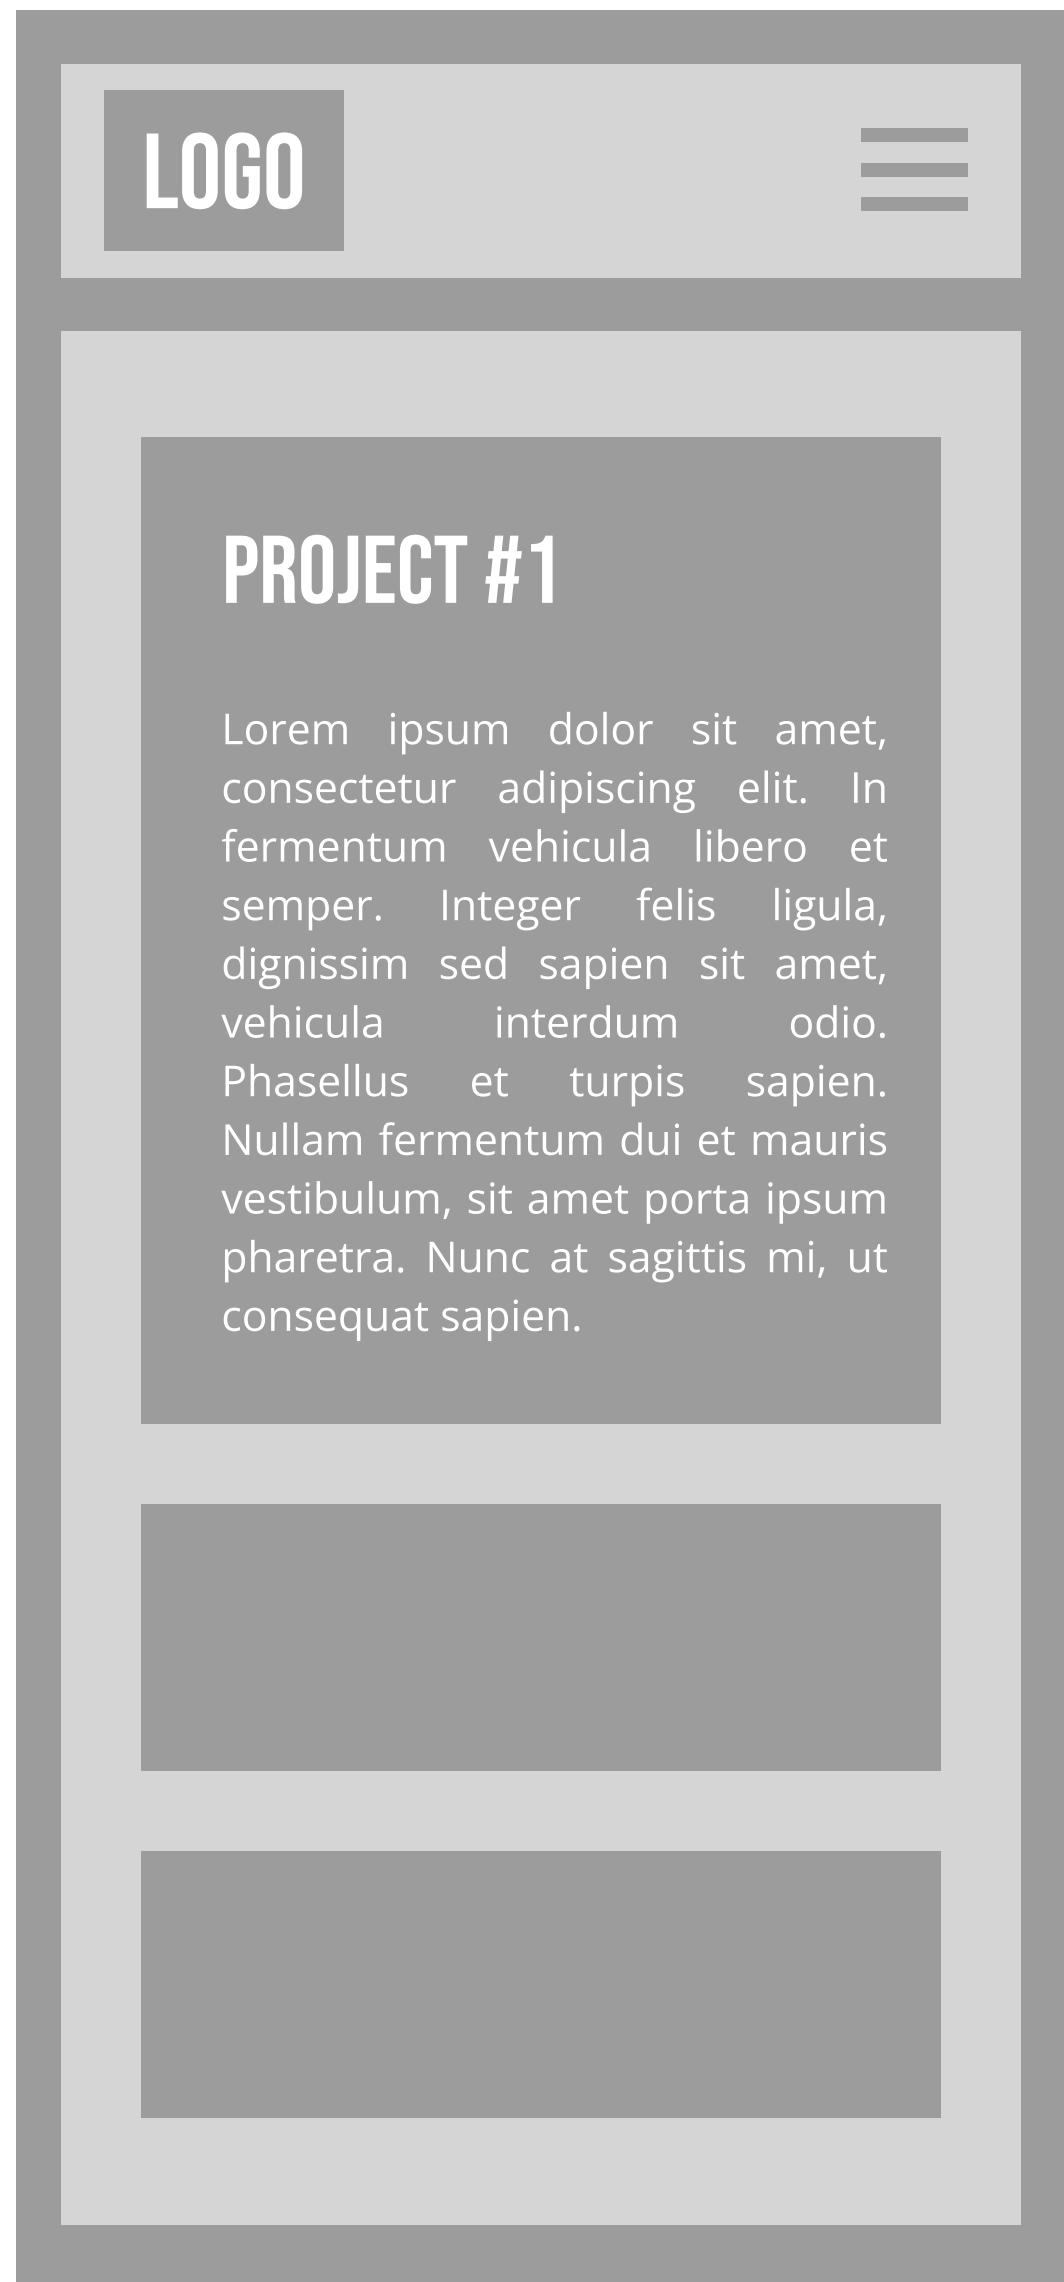 LOGO
PROJECT #1
Lorem ipsum dolor sit amet,
consectetur adipiscing elit. In
fermentum vehicula libero et
semper. Integer felis ligula,
dignissim sed sapien sit amet,
vehicula interdum odio.
Phasellus et turpis sapien.
Nullam fermentum dui et mauris
vestibulum, sit amet porta ipsum
pharetra. Nunc at sagittis mi, ut
consequat sapien.